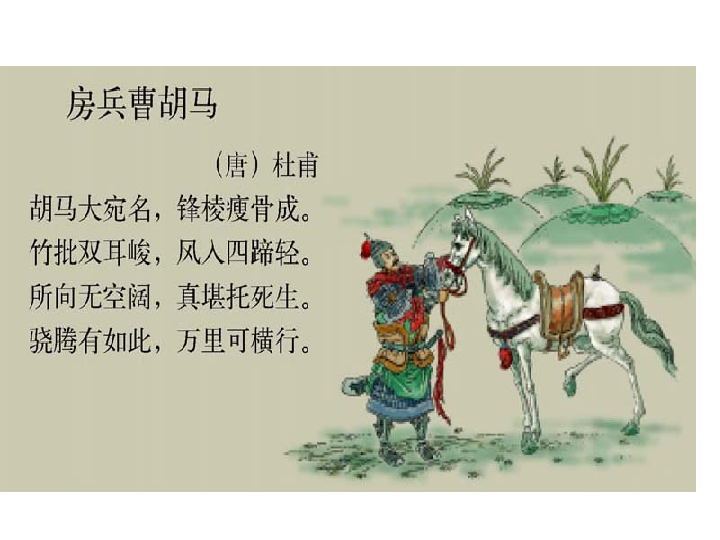 房兵曹胡马
（唐）杜甫
胡马大宛名，锋棱瘦骨成。
竹批双耳峻，风入四蹄轻。
所向无空阔，真堪托死生。
骁腾有如此，万里可横行。